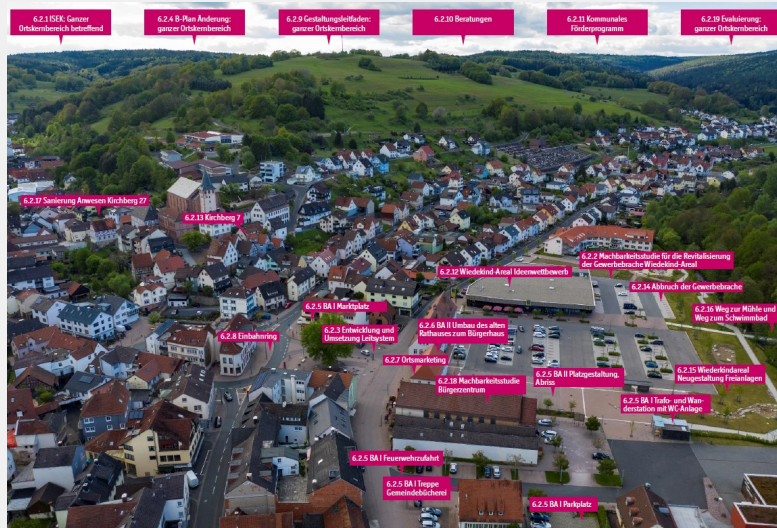 6.2.1 ISEK: Ganzer
Ortskernbereich betreffend
6.2.4 B-Plan Änderung:
ganzer Ortskernbereich
6.2.9 Gestaltungsleitfaden:
ganzer Ortskernbereich
6.2.10 Beratungen
6.2.11 Kommunales
Förderprogramm
6.2.19 Evaluierung:
ganzer Ortskernbereich
6.2.17 Sanierung Anwesen Kirchberg 27
6.2.13 Kirchberg 7
6.2.2 Machbarkeitsstudie für die Revitalisierung
der Gewerbebrache Wiedekind-Areal
6.2.12 Wiedekind-Areal Ideenwettbewerb
6.2.14 Abbruch der Gewerbebrache
6.2.5 BA I Marktplatz
6.2.16 Weg zur Mühle und
Weg zum Schwimmbad
6.2.8 Einbahnring
6.2.3 Entwicklung und
Umsetzung Leitsystem
6.2.6 BA II Umbau des alten
Rathauses zum Bürgerhaus
6.2.7 Ortsmarketing
6.2.18 Machbarkeitsstudie
Bürgerzentrum
6.2.5 BA II Platzgestaltung,
Abriss
6.2.15 Wiederkindareal
Neugestaltung Freianlagen
6.2.5 BA I Trafo- und Wan-
derstation mit WC-Anlage
6.2.5 BA I Feuerwehrzufahrt
6.2.5 BA I Treppe
Gemeindebücherei
6.2.5 BA I Parkplatz